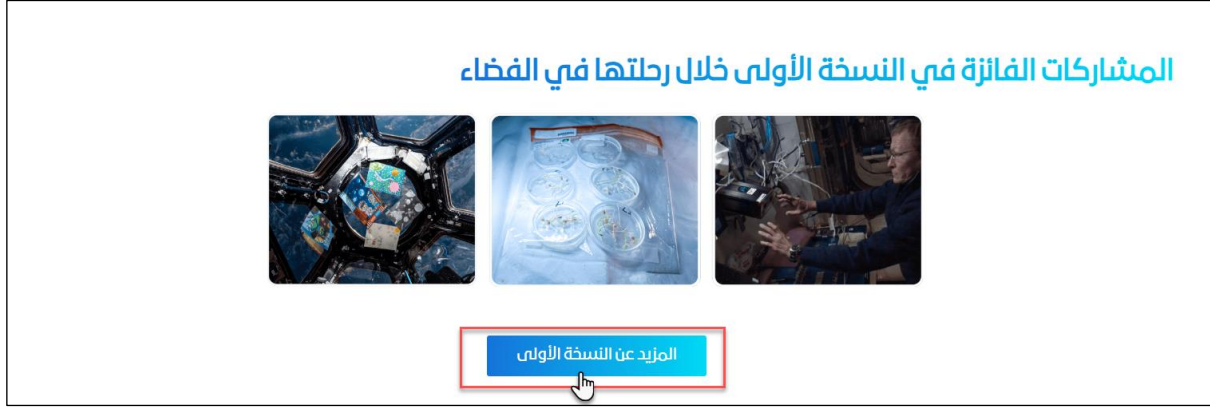 المشاركات الفائزة في النسخة الأولى خلال رحلتها في الفضاء
المزيد عن النسخة الأولى